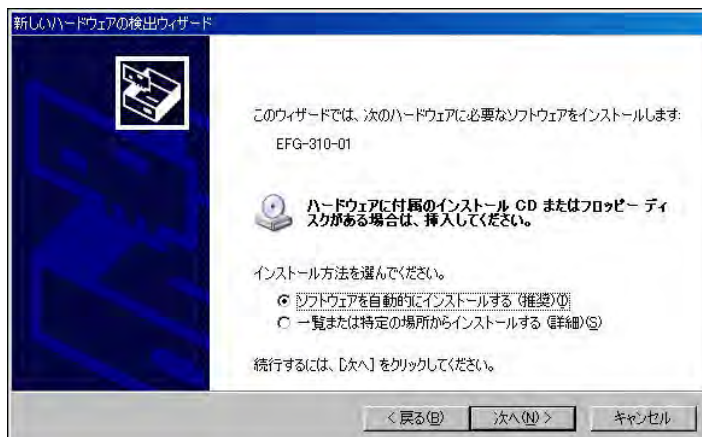 新しいハードウェアの検出ウィザード
このウィザードでは、次のハードウェアに必要なソフトウェアをインストールします:
EFG-310-01
ハードウェアに付属のインストール CD またはフロッピー ディ
スクがある場合は、挿入してください。
インストール方法を選んでください。
ソフトウェアを自動的にインストールする (推奨)(I)
一覧または特定の場所からインストールする (詳細)(S)
続行するには、[次へ] をクリックしてください。
< 戻る(B)
次へ(N) >
キャンセル